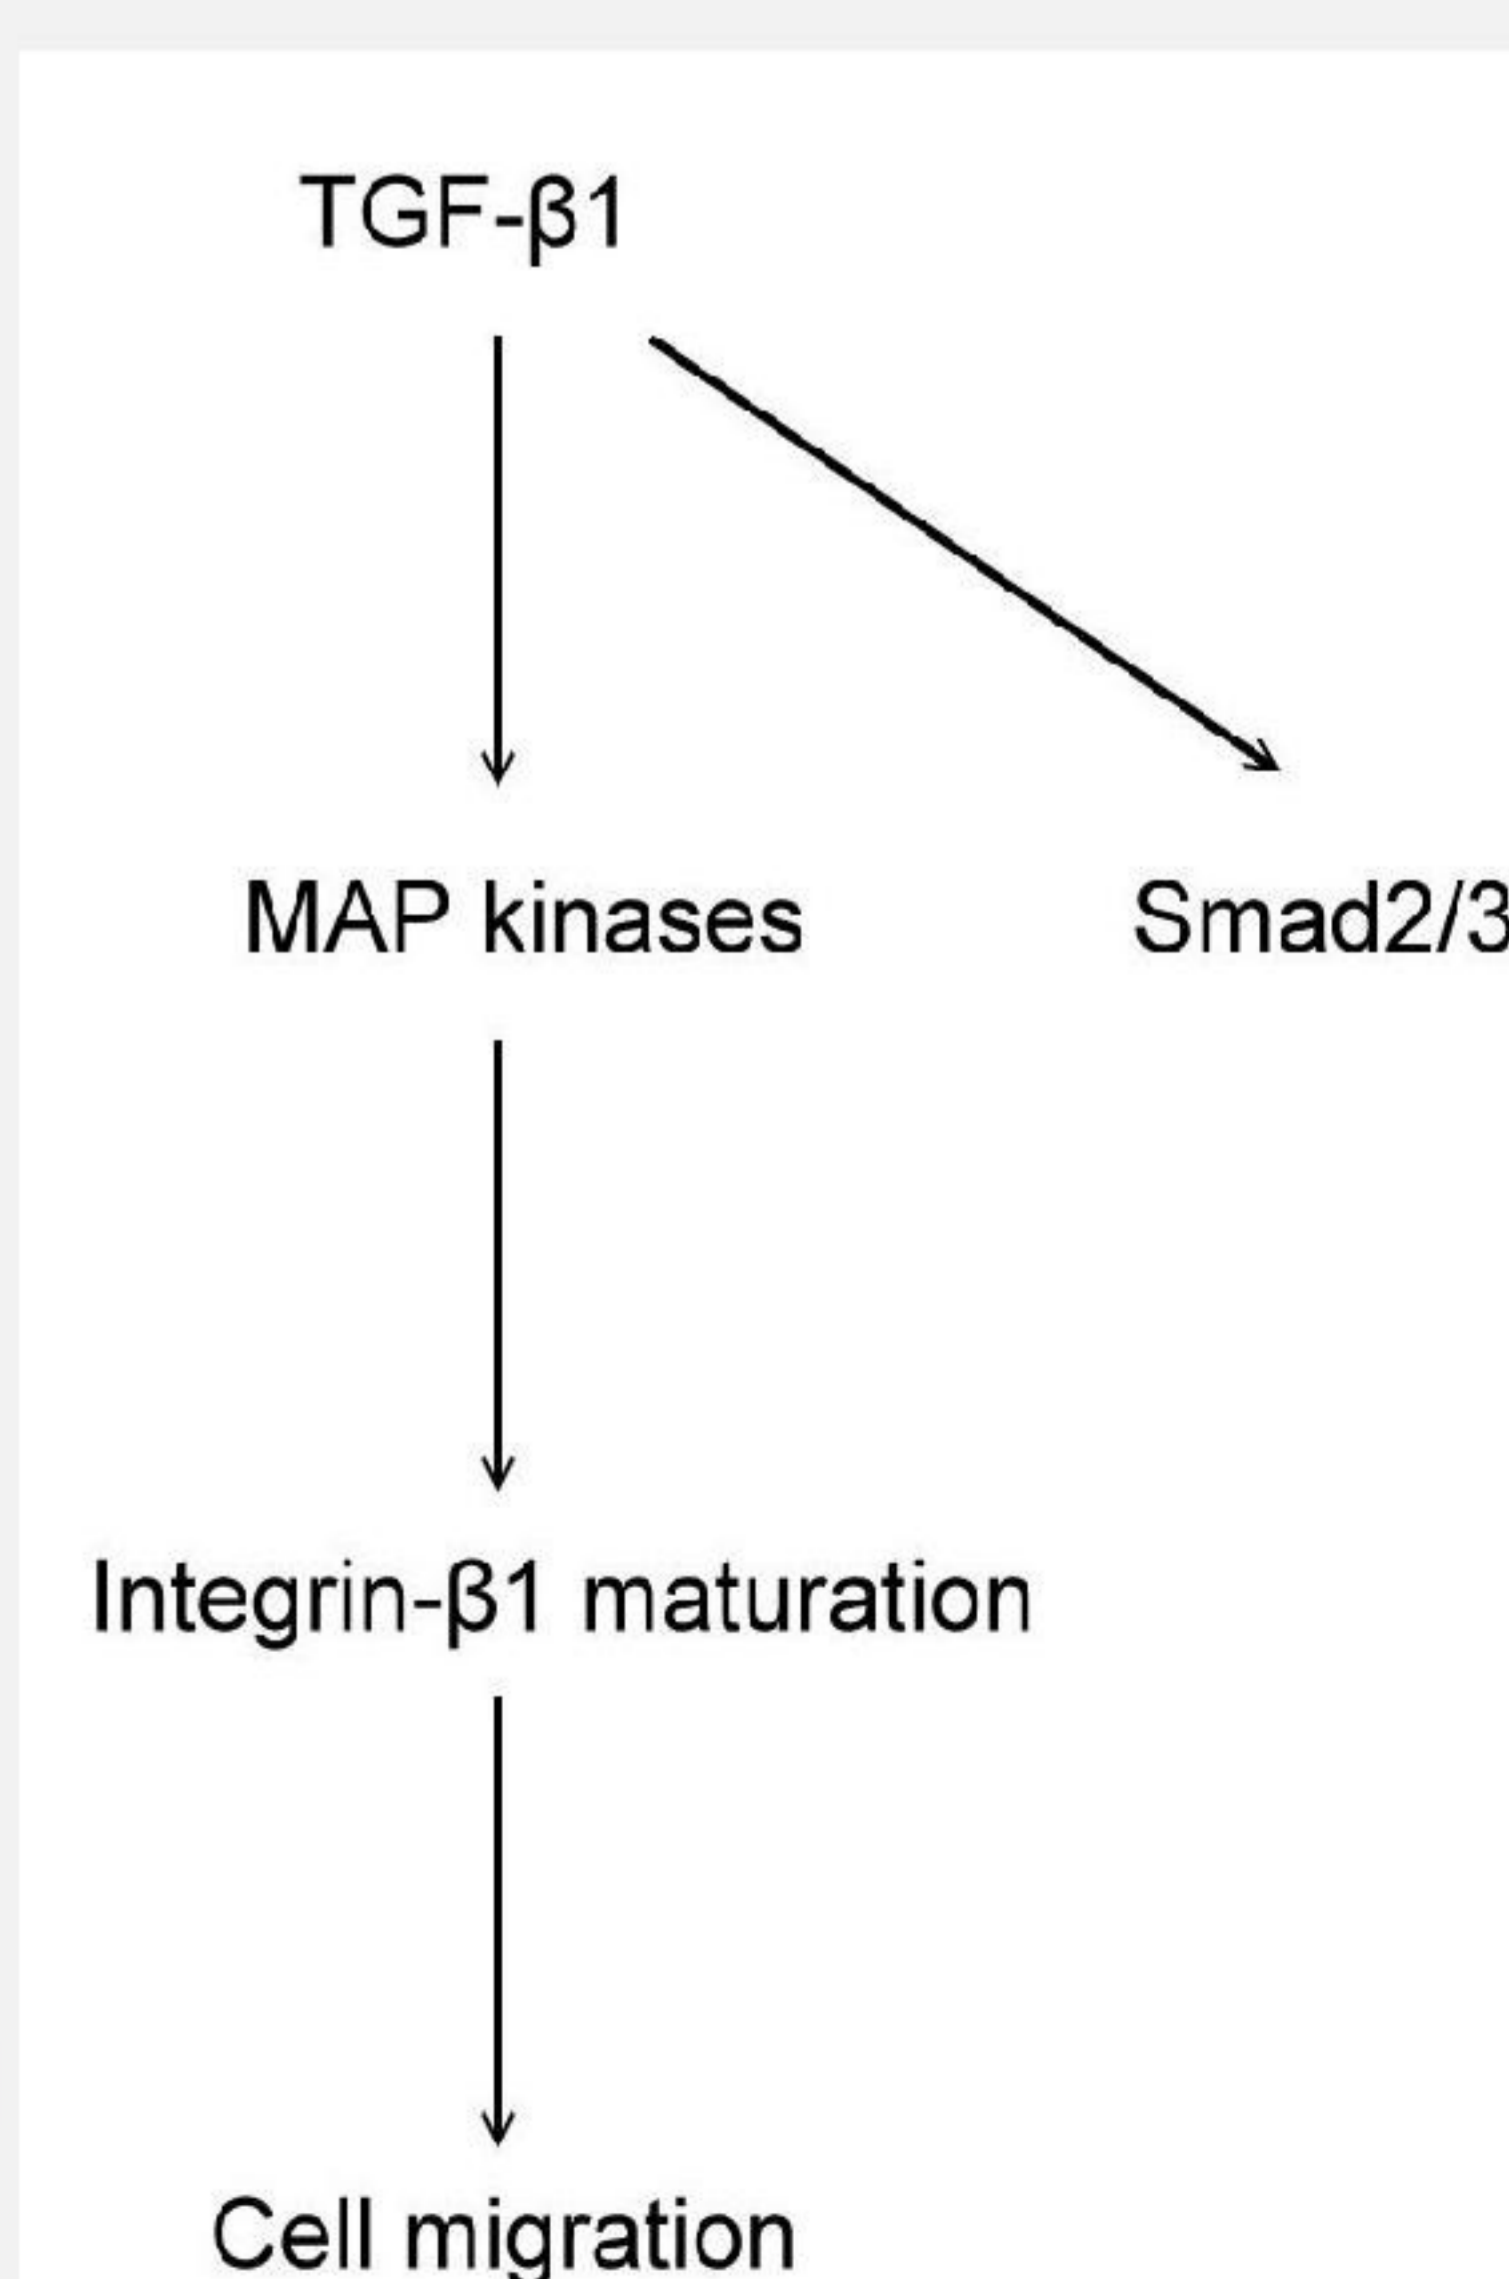 TGF-β1
MAP kinases
Smad2/3
Integrin-β1 maturation
Cell migration